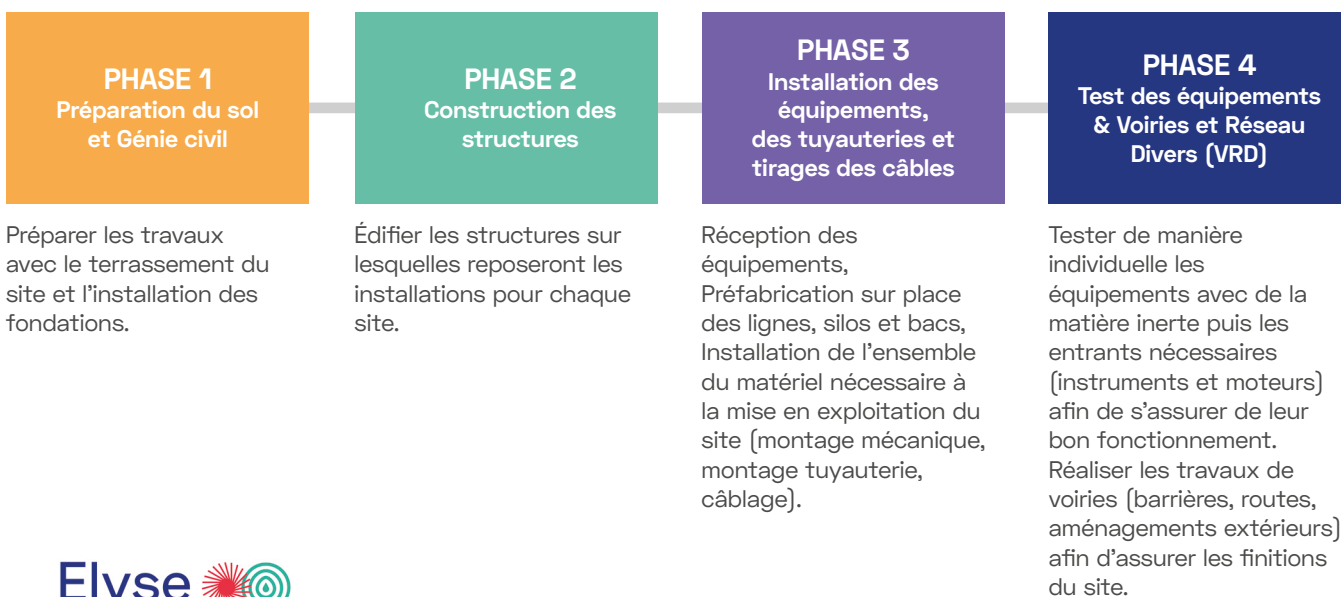 PHASE 1
Préparation du sol
et Génie civil
Préparer les travaux
avec le terrassement du
site et l'installation des
fondations.
PHASE 2
Construction des
structures
Édifier les structures sur
lesquelles reposeront les
installations pour chaque
site.
PHASE 3
Installation des
équipements,
des tuyauteries et
tirages des câbles
Réception des
équipements,
Préfabrication sur place
des lignes, silos et bacs,
Installation de l'ensemble
du matériel nécessaire à
la mise en exploitation du
site (montage mécanique,
montage tuyauterie,
câblage).
PHASE 4
Test des équipements
& Voiries et Réseau
Divers (VRD)
Tester de manière
individuelle les
équipements avec de la
matière inerte puis les
entrants nécessaires
(instruments et moteurs)
afin de s'assurer de leur
bon fonctionnement.
Réaliser les travaux de
voiries (barrières, routes,
aménagements extérieurs)
afin d'assurer les finitions
du site.
Elyse